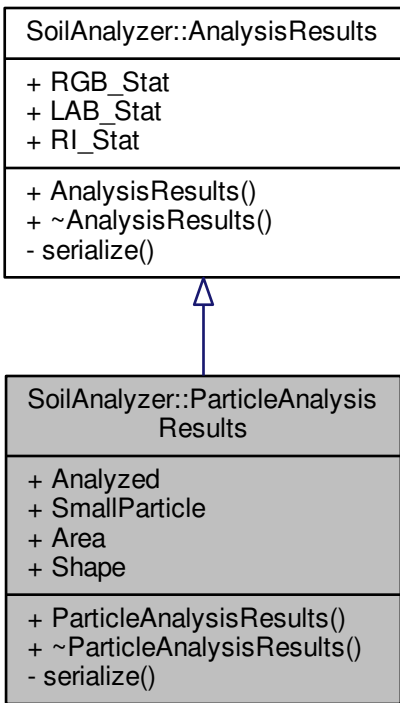 SoilAnalyzer::AnalysisResults
+ RGB_Stat
+ LAB_Stat
+ RI_Stat
+ AnalysisResults()
+ ~AnalysisResults()
- serialize()
SoilAnalyzer::ParticleAnalysis
Results
+ Analyzed
+ SmallParticle
+ Area
+ Shape
+ ParticleAnalysisResults()
+ ~ParticleAnalysisResults()
- serialize()